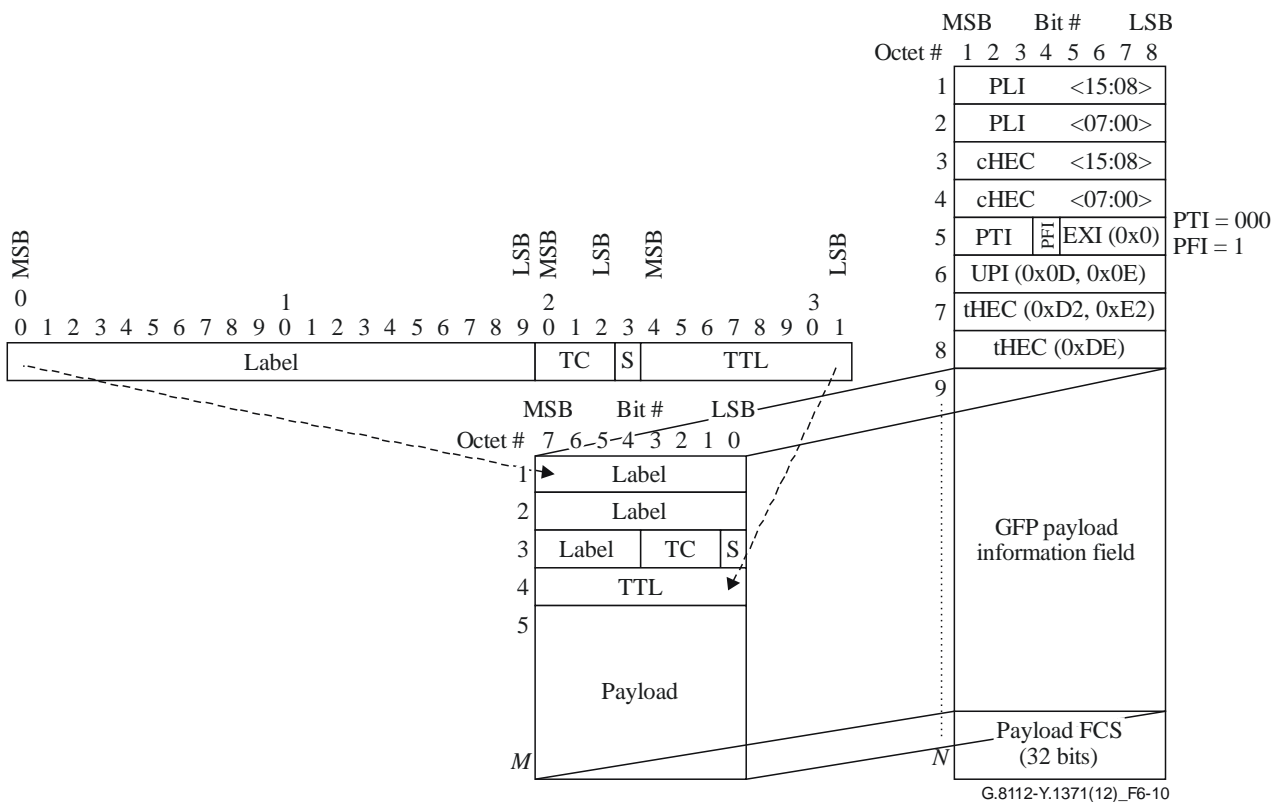 MSB Bit # LSB
Octet # 1 2 3 4 5 6 7 8
1 PLI <15:08>
2 PLI <07:00>
3 cHEC <15:08>
4 cHEC <07:00>
5 PTI PFI EXI (0x0)
PTI = 000
PFI = 1
6 UPI (0x0D, 0x0E)
7 tHEC (0xD2, 0xE2)
8 tHEC (0xDE)
9
GFP payload
information field
Payload FCS
(32 bits)
N
MSB LSB MSB LSB MSB LSB
0 1 2 3
0 1 2 3 4 5 6 7 8 9 0 1 2 3 4 5 6 7 8 9 0 1 2 3 4 5 6 7 8 9 0 1
Label TC S TTL
MSB Bit # LSB
Octet # 7 6 5 4 3 2 1 0
1 Label
2 Label
3 Label TC S
4 TTL
5
Payload
M
G.8112-Y.1371(12)_F6-10